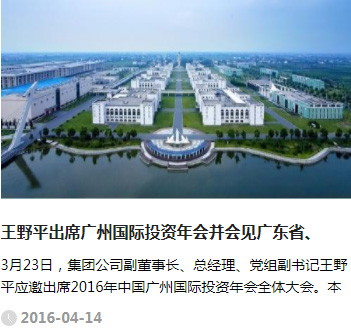 王野平出席广州国际投资年会并会见广东省、
3月23日，集团公司副董事长、总经理、党组副书记王野
平应邀出席2016年中国广州国际投资年会全体大会。本
2016-04-14